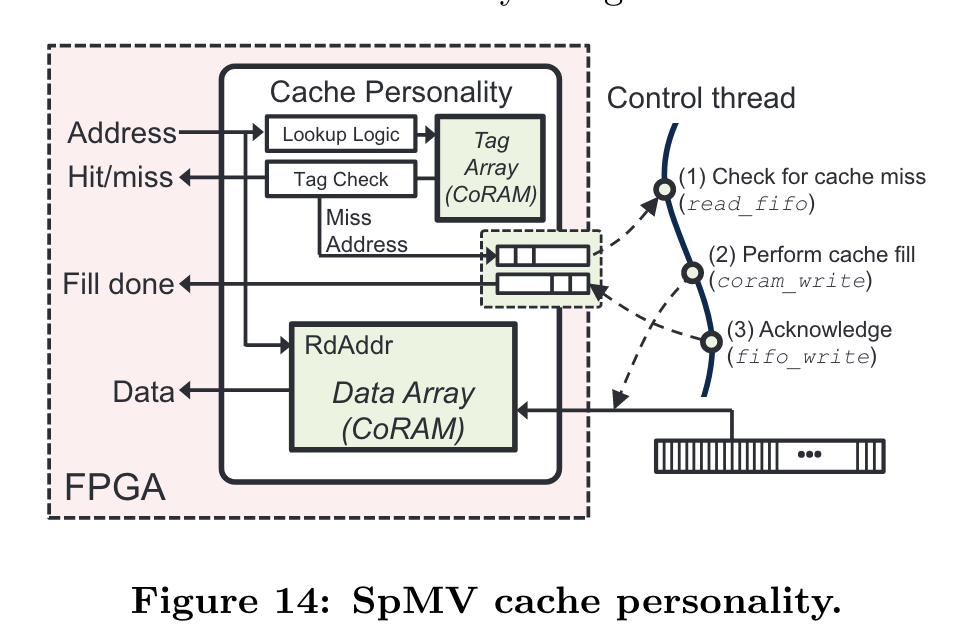 Cache Personality
Control thread
Address
Lookup Logic
Tag
Array
(CoRAM)
Hit/miss
Tag Check
(1) Check for cache miss
(read_fifo)
Miss
Address
(2) Perform cache fill
(coram_write)
Fill done
(3) Acknowledge
(fifo_write)
RdAddr
Data
Data Array
(CoRAM)
FPGA
Figure 14: SpMV cache personality.